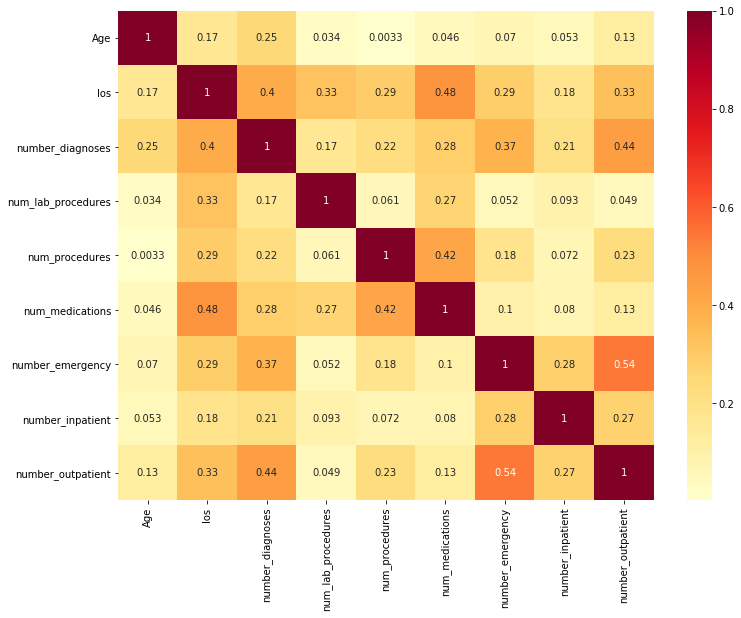 Age 1 0.17 0.25 0.034 0.0033 0.046 0.07 0.053 0.13
los 0.17 1 0.4 0.33 0.29 0.48 0.29 0.18 0.33
number_diagnoses 0.25 0.4 1 0.17 0.22 0.28 0.37 0.21 0.44
num_lab_procedures 0.034 0.33 0.17 1 0.061 0.27 0.052 0.093 0.049
num_procedures 0.0033 0.29 0.22 0.061 1 0.42 0.18 0.072 0.23
num_medications 0.046 0.48 0.28 0.27 0.42 1 0.1 0.08 0.13
number_emergency 0.07 0.29 0.37 0.052 0.18 0.1 1 0.28 0.54
number_inpatient 0.053 0.18 0.21 0.093 0.072 0.08 0.28 1 0.27
number_outpatient 0.13 0.33 0.44 0.049 0.23 0.13 0.54 0.27 1
Age
los
number_diagnoses
num_lab_procedures
num_procedures
num_medications
number_emergency
number_inpatient
number_outpatient
1.0
0.8
0.6
0.4
0.2